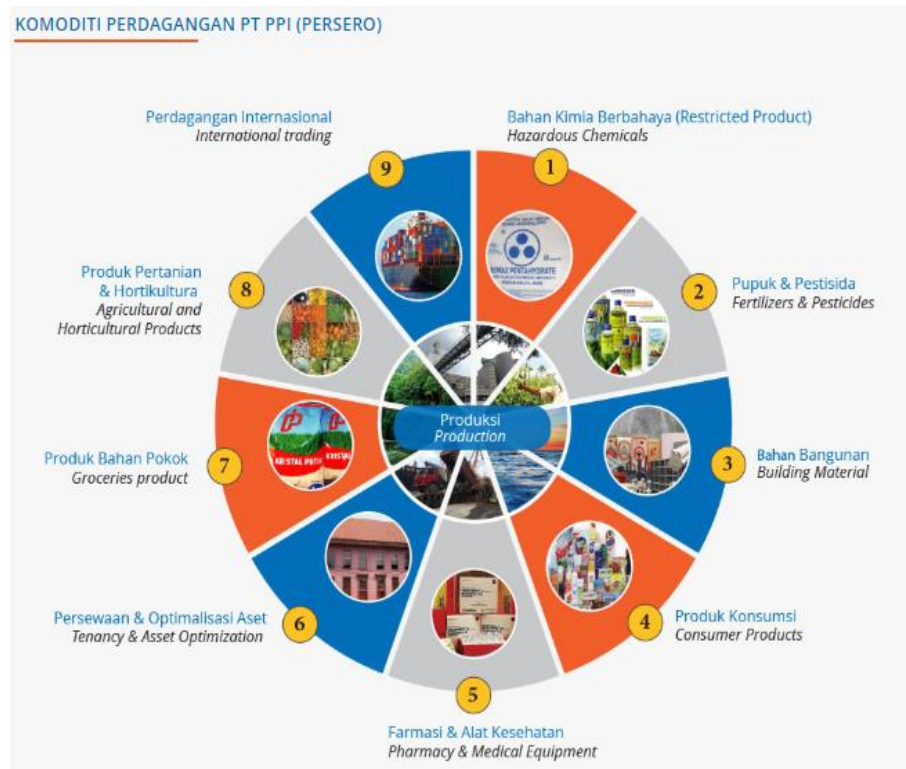 KOMODITI PERDAGANGAN PT PPI (PERSERO)
Perdagangan Internasional
International trading
9
Bahan Kimia Berbahaya (Restricted Product)
Hazardous Chemicals
1
Pupuk & Pestisida
Fertilizers & Pesticides
2
Bahan Bangunan
Building Material
3
Produk Konsumsi
Consumer Products
4
Farmasi & Alat Kesehatan
Pharmacy & Medical Equipment
5
Persewaan & Optimalisasi Aset
Tenancy & Asset Optimization
6
Produk Bahan Pokok
Groceries product
7
KRISTAL PUTIH
KRISTAL
Produk Pertanian
& Hortikultura
Agricultural and
Horticultural Products
8
Produksi
Production